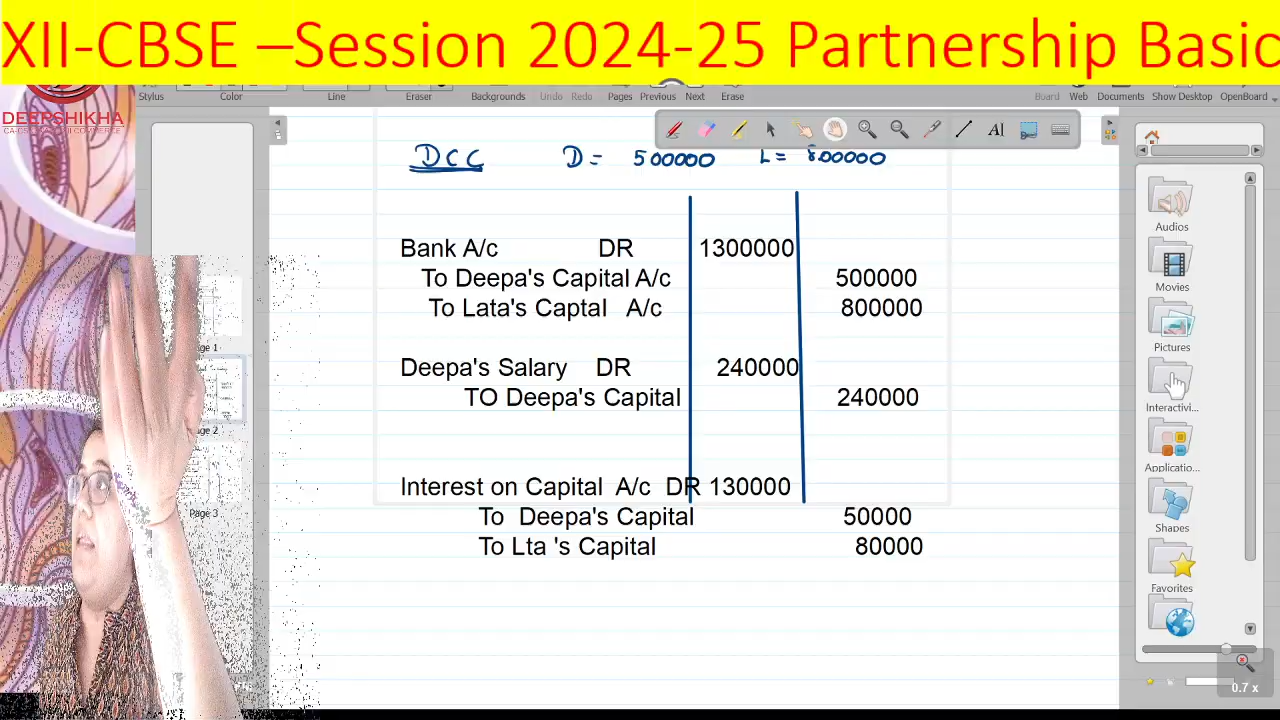 XII-CBSE –Session 2024-25 Partnership Basic
Stylus Color Line Eraser Backgrounds Undo Redo Pages Previous Next Erase Board Web Documents Show Desktop OpenBoard
DEEPSHIKHA
DCC D = 500000 L = 800000
Bank A/c DR 1300000
To Deepa's Capital A/c 500000
To Lata's Captal A/c 800000
Deepa's Salary DR 240000
TO Deepa's Capital 240000
Interest on Capital A/c DR 130000
To Deepa's Capital 50000
To Lta 's Capital 80000
age 1
age 2
Page 3
Audios
Movies
Pictures
Interactivi...
Applicatio...
Shapes
Favorites
0.7 x